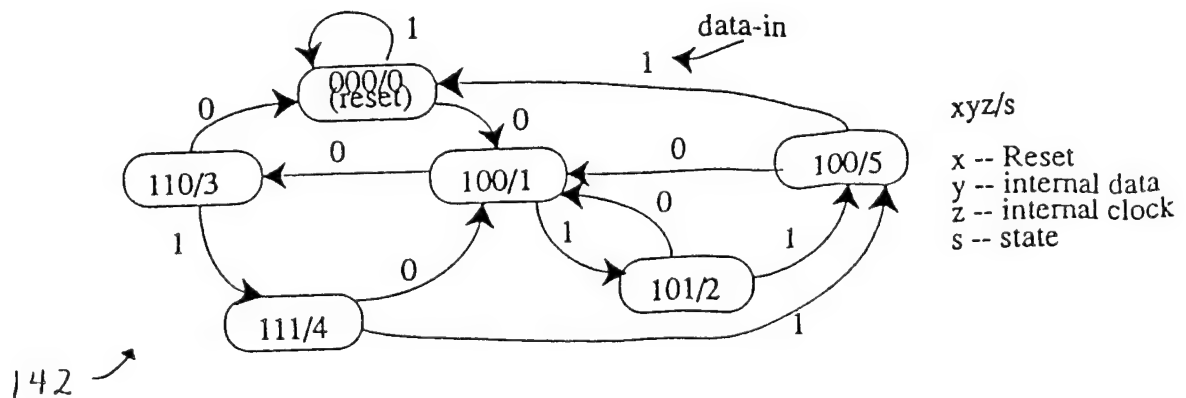 1
data-in
1
000/0
(reset)
0
0
xyz/s
0
0
110/3
100/1
100/5
x -- Reset
y -- internal data
z -- internal clock
s -- state
0
1
1
1
0
101/2
111/4
1
142